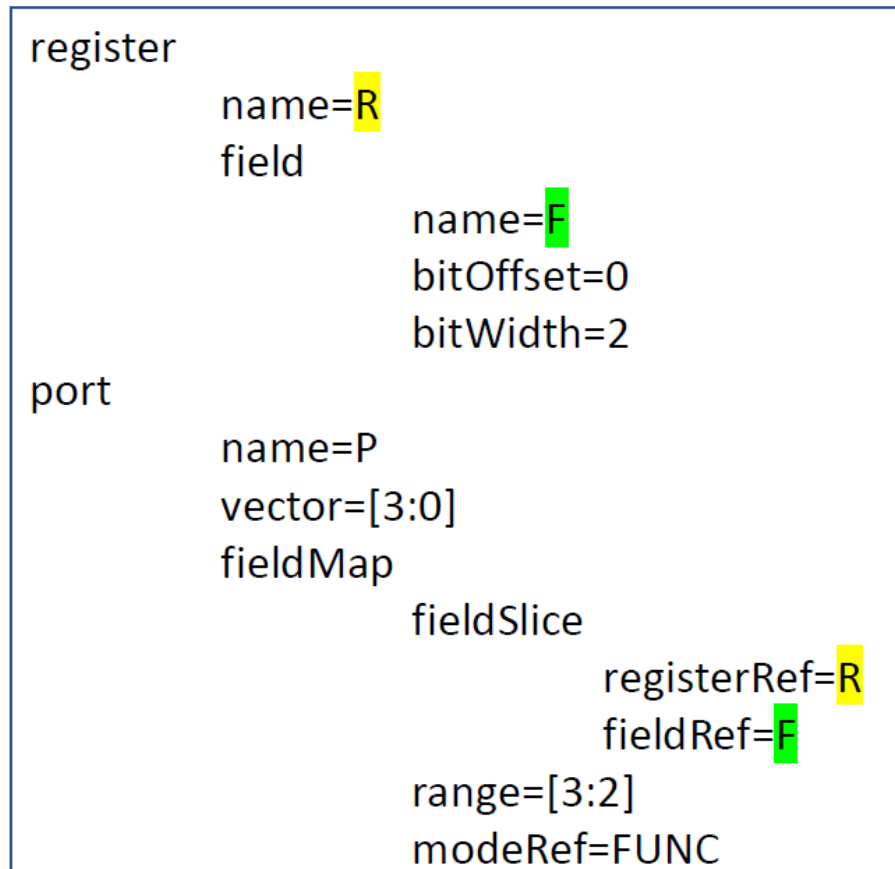 register
name=R
field
name=F
bitOffset=0
bitWidth=2
port
name=P
vector=[3:0]
fieldMap
fieldSlice
registerRef=R
fieldRef=F
range=[3:2]
modeRef=FUNC